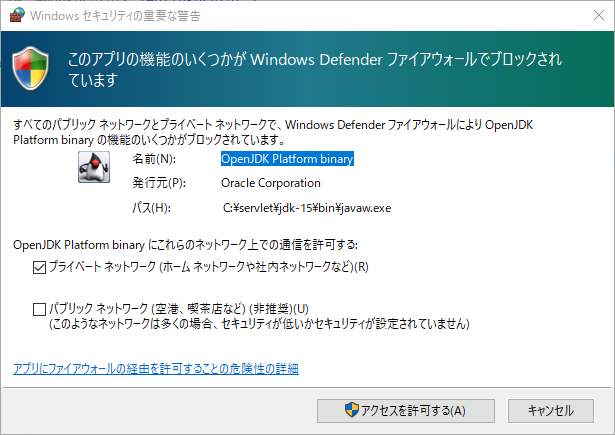 Windows セキュリティの重要な警告
このアプリの機能のいくつかが Windows Defender ファイアウォールでブロックされ
ています
すべてのパブリック ネットワークとプライベート ネットワークで、Windows Defender ファイアウォールにより OpenJDK
Platform binary の機能のいくつかがブロックされています。
名前(N): OpenJDK Platform binary
発行元(P): Oracle Corporation
パス(H): C:¥servlet¥jdk-15¥bin¥javaw.exe
OpenJDK Platform binary にこれらのネットワーク上での通信を許可する:
プライベート ネットワーク (ホーム ネットワークや社内ネットワークなど)(R)
パブリック ネットワーク (空港、喫茶店など) (非推奨)(U)
(このようなネットワークは多くの場合、セキュリティが低いかセキュリティが設定されていません)
アプリにファイアウォールの経由を許可することの危険性の詳細
アクセスを許可する(A) キャンセル